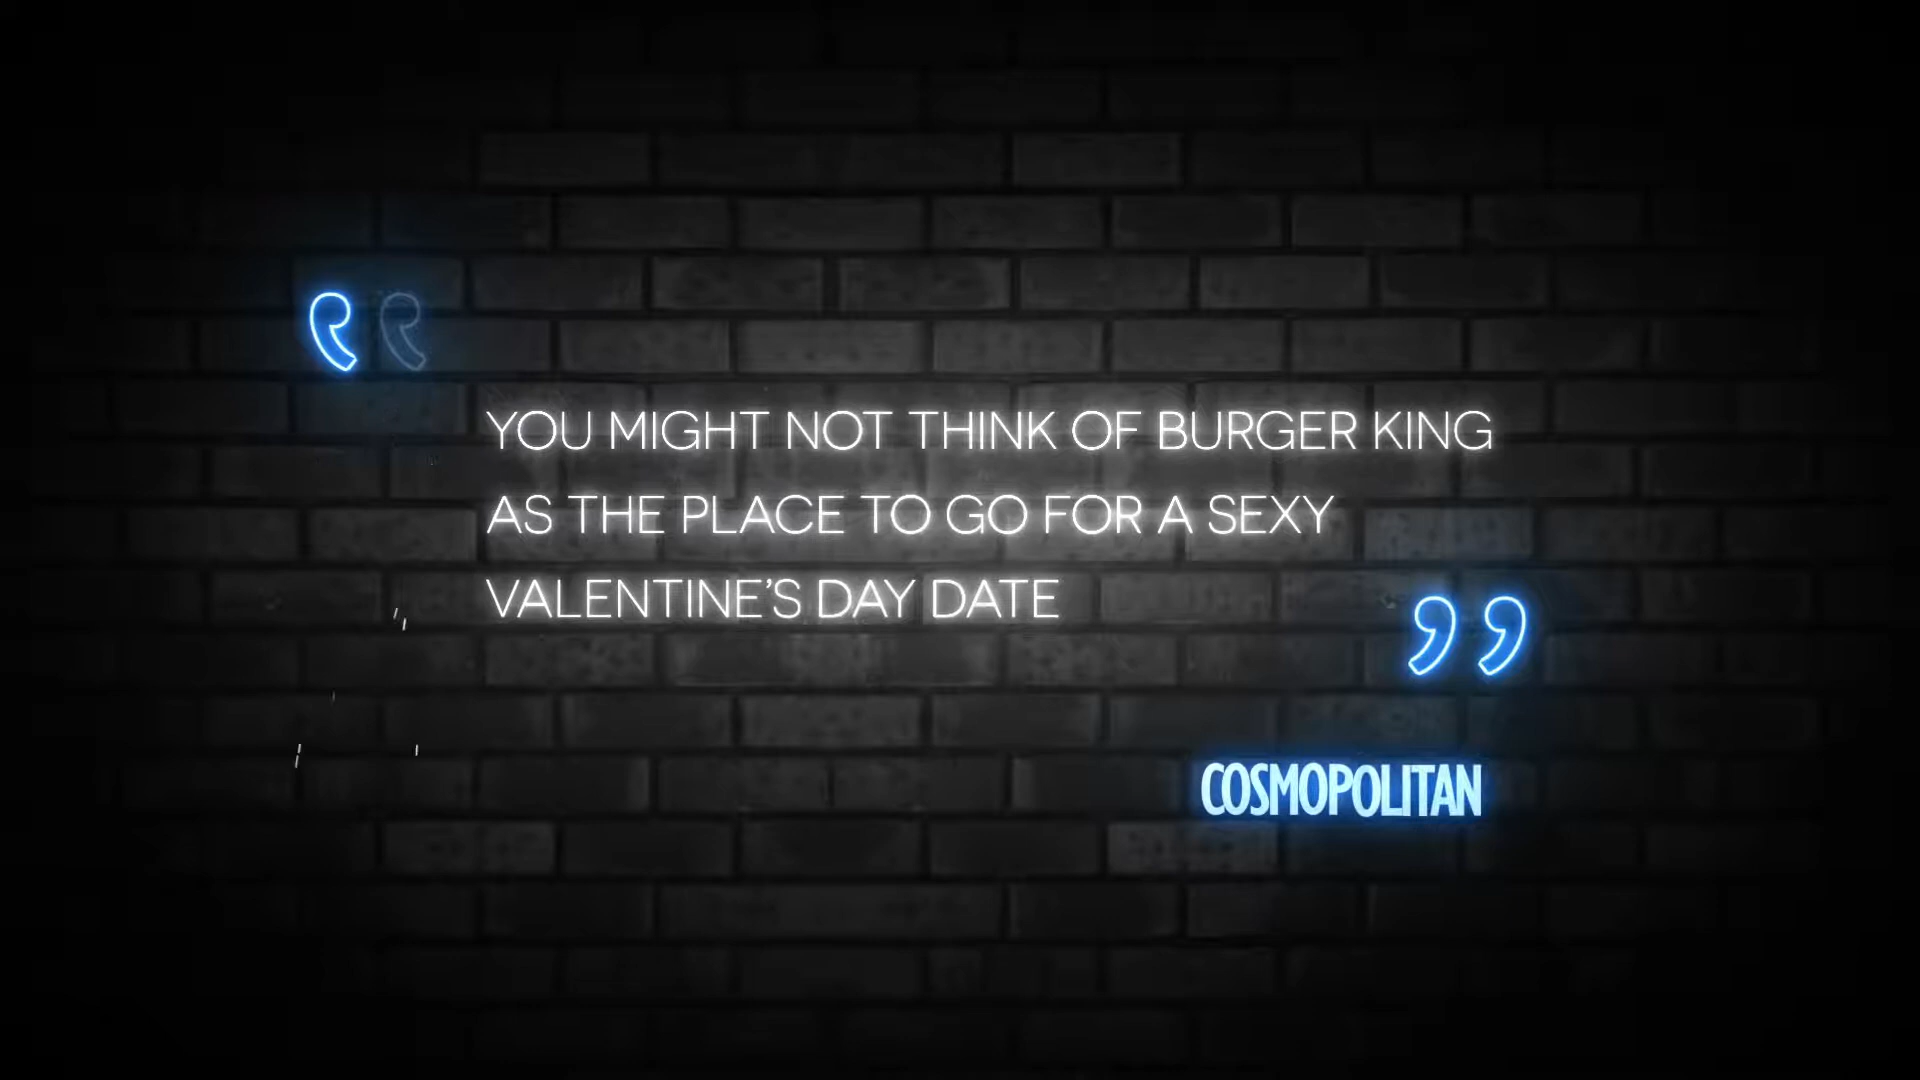 “
YOU MIGHT NOT THINK OF BURGER KING
AS THE PLACE TO GO FOR A SEXY
VALENTINE’S DAY DATE
”
COSMOPOLITAN